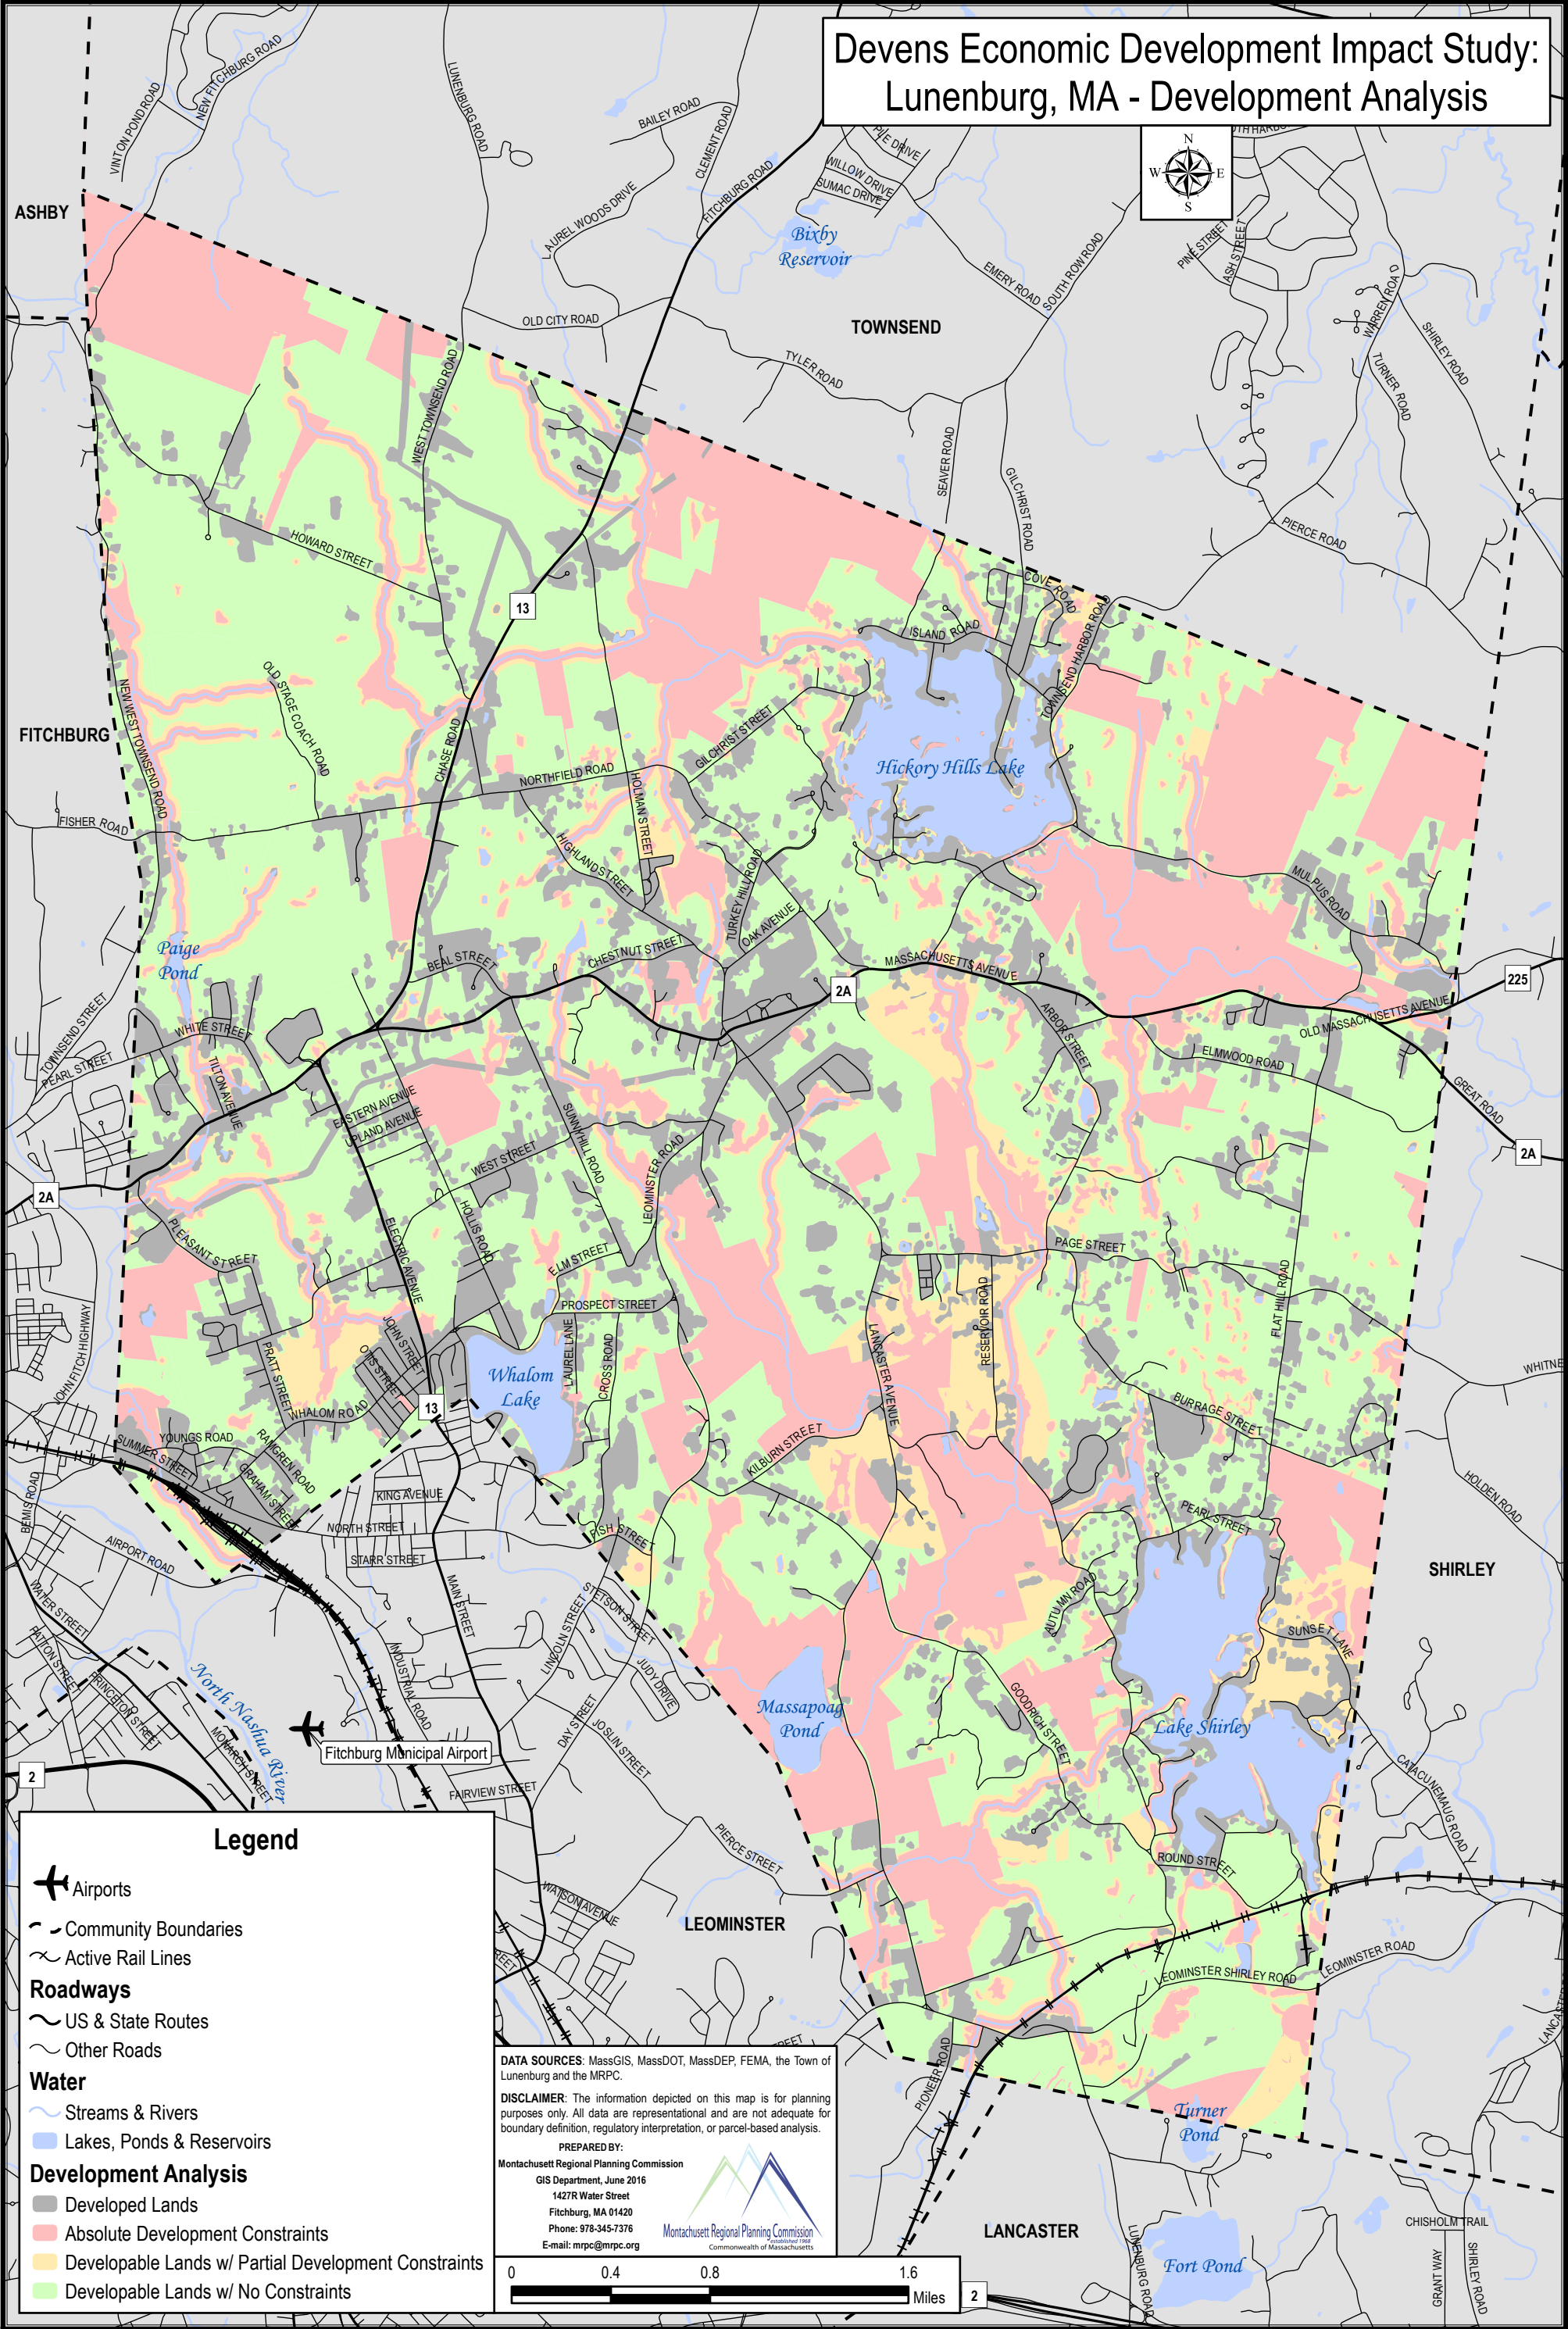 Devens Economic Development Impact Study:
Lunenburg, MA - Development Analysis
N
W
E
S
VINTON POND ROAD
NEW FITCHBURG ROAD
LUNENBURG ROAD
BAILEY ROAD
CLEMENT ROAD
FITCHBURG ROAD
LAUREL WOODS DRIVE
WILLOW DRIVE
SUMAC DRIVE
Bixby
Reservoir
EMERY ROAD
SOUTH ROW ROAD
PINE STREET
ASH STREET
WARREN ROAD
SHIRLEY ROAD
TURNER ROAD
ASHBY
TOWNSEND
OLD CITY ROAD
TYLER ROAD
SEAVER ROAD
GILCHRIST ROAD
PIERCE ROAD
WEST TOWNSEND ROAD
HOWARD STREET
13
COVE ROAD
ISLAND ROAD
TOWNSEND HARBOR ROAD
OLD STAGE COACH ROAD
NEW WEST TOWNSEND ROAD
FITCHBURG
CHASE ROAD
GILCHRIST STREET
NORTHFIELD ROAD
HOLMAN STREET
Hickory Hills Lake
FISHER ROAD
HIGHLAND STREET
TURKEY HILL ROAD
OAK AVENUE
MULPUS ROAD
Paige
Pond
BEAL STREET
CHESTNUT STREET
MASSACHUSETTS AVENUE
2A
225
OLD MASSACHUSETTS AVENUE
TOWNSEND STREET
PEARL STREET
WHITE STREET
TILTON AVENUE
ARBOR STREET
ELMWOOD ROAD
GREAT ROAD
2A
EASTERN AVENUE
UPLAND AVENUE
SUNNYHILL ROAD
WEST STREET
LEOMINSTER ROAD
2A
PLEASANT STREET
ELECTRIC AVENUE
HOLLIS ROAD
ELM STREET
PAGE STREET
FLAT HILL ROAD
PROSPECT STREET
JOHN FITCH HIGHWAY
JOHN STREET
OTIS STREET
PRATT STREET
WHALOM ROAD
Whalom
Lake
LAUREL LANE
CROSS ROAD
LANCASTER AVENUE
RESERVOIR ROAD
13
BURRAGE STREET
YOUNGS ROAD
SUMMER STREET
RAMGREN ROAD
GRAHAM STREET
KILBURN STREET
KING AVENUE
NORTH STREET
STARR STREET
FISH STREET
PEARL STREET
HOLDEN ROAD
BEMIS ROAD
AIRPORT ROAD
WATER STREET
PATTON STREET
PRINCETON STREET
MONARCH STREET
North Nashua River
MAIN STREET
INDUSTRIAL ROAD
LINCOLN STREET
STETSON STREET
JUDY DRIVE
AUTUMN ROAD
SHIRLEY
SUNSET LANE
Massapoag
Pond
GOODRICH STREET
Lake Shirley
DAY STREET
JOSLIN STREET
Fitchburg Municipal Airport
2
FAIRVIEW STREET
CATACUNEMAUG ROAD
PIERCE STREET
ROUND STREET
WATSON AVENUE
LEOMINSTER
LEOMINSTER SHIRLEY ROAD
LEOMINSTER ROAD
PIONEER ROAD
Turner
Pond
LANCASTER
LUNENBURG ROAD
Fort Pond
CHISHOLM TRAIL
GRANT WAY
SHIRLEY ROAD
2
Legend
Airports
Community Boundaries
Active Rail Lines
Roadways
US & State Routes
Other Roads
Water
Streams & Rivers
Lakes, Ponds & Reservoirs
Development Analysis
Developed Lands
Absolute Development Constraints
Developable Lands w/ Partial Development Constraints
Developable Lands w/ No Constraints
DATA SOURCES: MassGIS, MassDOT, MassDEP, FEMA, the Town of
Lunenburg and the MRPC.
DISCLAIMER: The information depicted on this map is for planning
purposes only. All data are representational and are not adequate for
boundary definition, regulatory interpretation, or parcel-based analysis.
PREPARED BY:
Montachusett Regional Planning Commission
GIS Department, June 2016
1427R Water Street
Fitchburg, MA 01420
Phone: 978-345-7376
E-mail: mrpc@mrpc.org
Montachusett Regional Planning Commission
established 1968
Commonwealth of Massachusetts
0 0.4 0.8 1.6
Miles